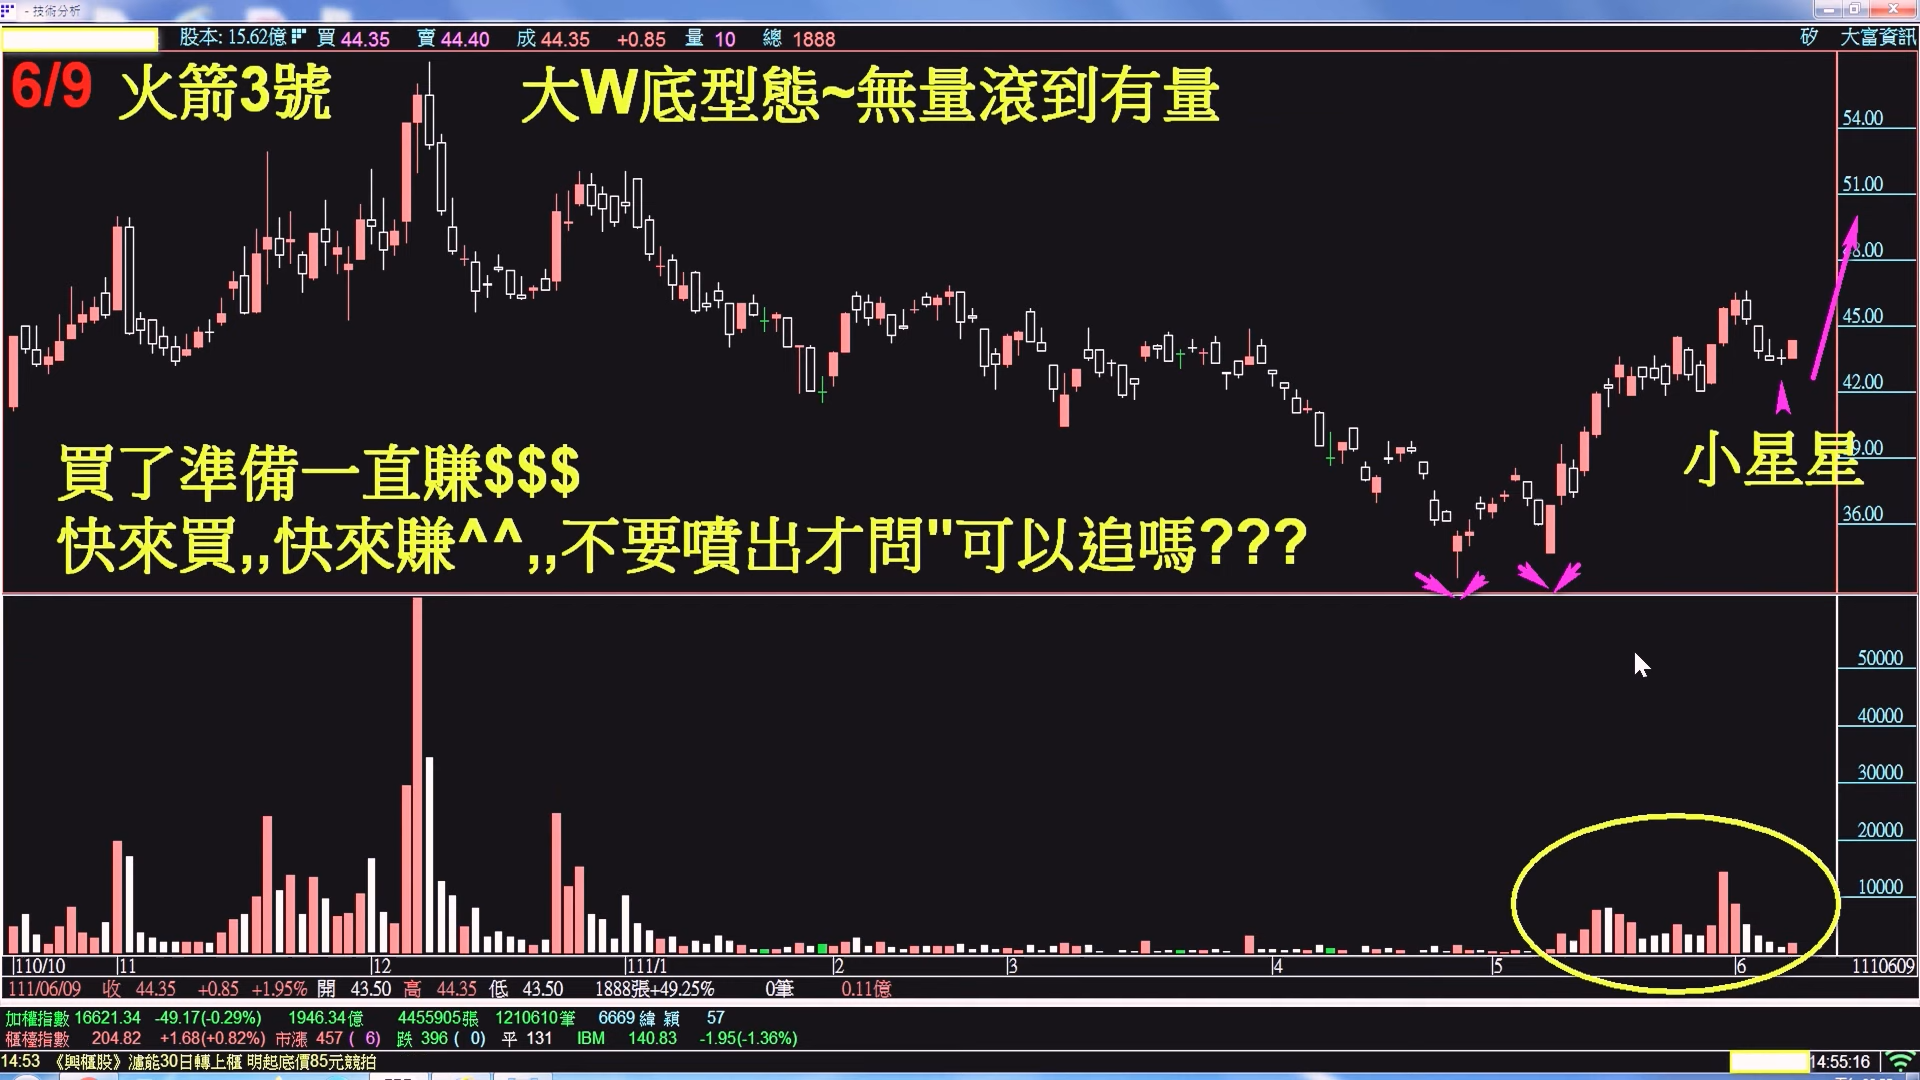 - 技術分析
股本: 15.62億 買 44.35 賣 44.40 成 44.35 +0.85 量 10 總 1888 矽 大富資訊
6/9 火箭3號 大W底型態~無量滾到有量
54.00
51.00
48.00
45.00
42.00
39.00
36.00
買了準備一直賺$$$
小星星
快來買,,快來賺^^,,不要噴出才問"可以追嗎???
50000
40000
30000
20000
10000
110/10 11 12 111/1 2 3 4 5 6 1110609
111/06/09 收 44.35 +0.85 +1.95% 開 43.50 高 44.35 低 43.50 1888張+49.25% 0筆 0.11億
加權指數 16621.34 -49.17(-0.29%) 1946.34億 4455905張 1210610筆 6669 緯 穎 57
櫃檯指數 204.82 +1.68(+0.82%) 市漲 457 ( 6) 跌 396 ( 0) 平 131 IBM 140.83 -1.95(-1.36%)
14:53 《興櫃股》濾能30日轉上櫃 明起底價85元競拍 14:55:16